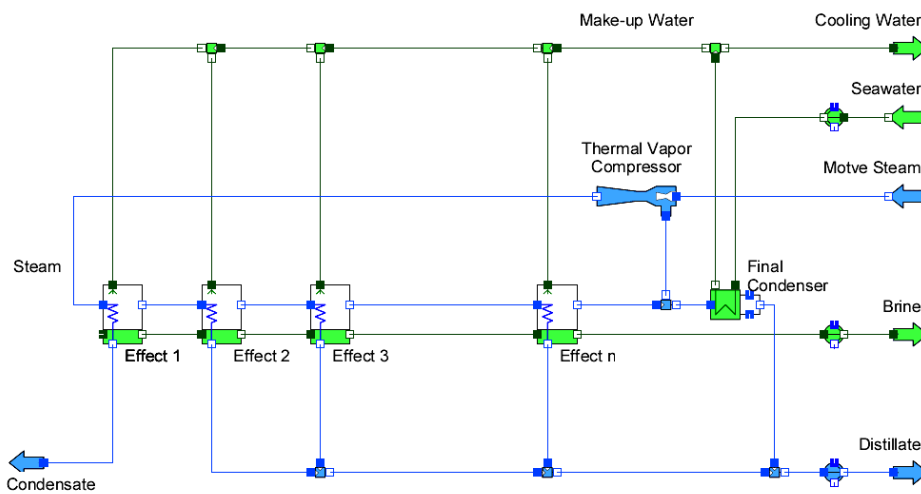 Make-up Water
Cooling Water
Seawater
Thermal Vapor
Compressor
Motve Steam
Steam
Final
Condenser
Brine
Effect 1
Effect 2
Effect 3
Effect n
Distillate
Condensate